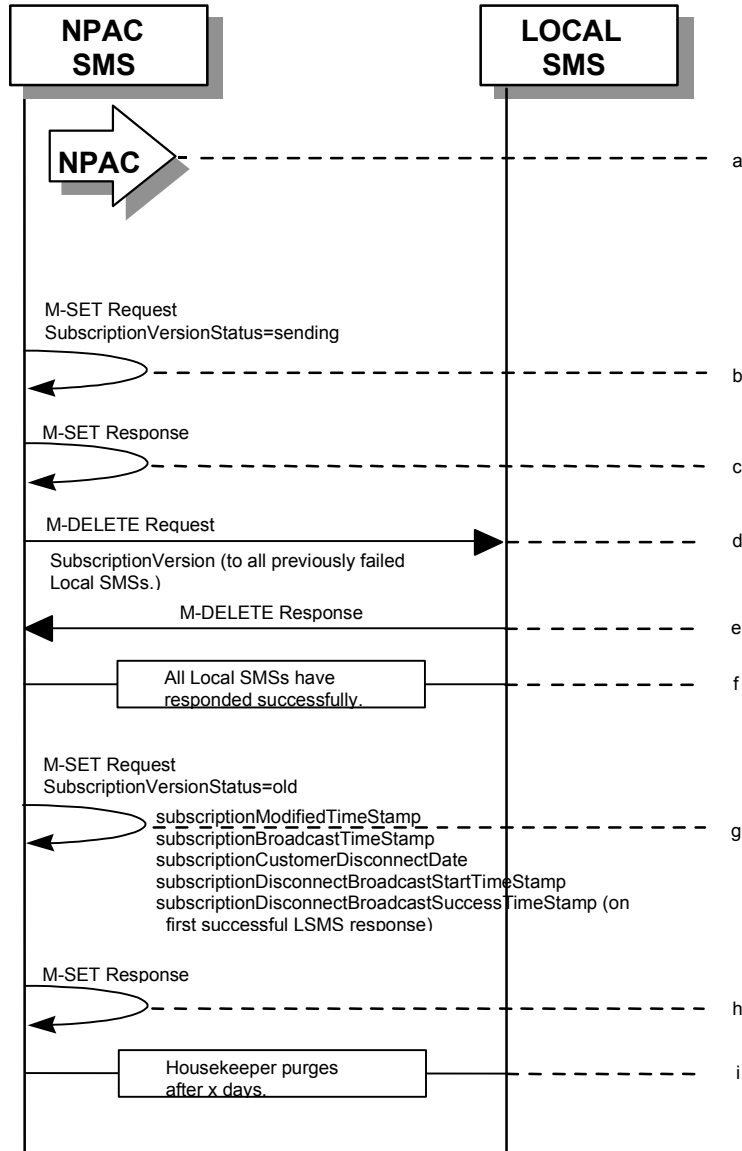 NPAC
SMS
LOCAL
SMS
NPAC
a
M-SET Request
SubscriptionVersionStatus=sending
b
M-SET Response
c
M-DELETE Request
d
SubscriptionVersion (to all previously failed
Local SMSs.)
M-DELETE Response
e
All Local SMSs have
responded successfully.
f
M-SET Request
SubscriptionVersionStatus=old
subscriptionModifiedTimeStamp
g
subscriptionBroadcastTimeStamp
subscriptionCustomerDisconnectDate
subscriptionDisconnectBroadcastStartTimeStamp
subscriptionDisconnectBroadcastSuccessTimeStamp (on
first successful LSMS response)
M-SET Response
h
Housekeeper purges
after x days.
i